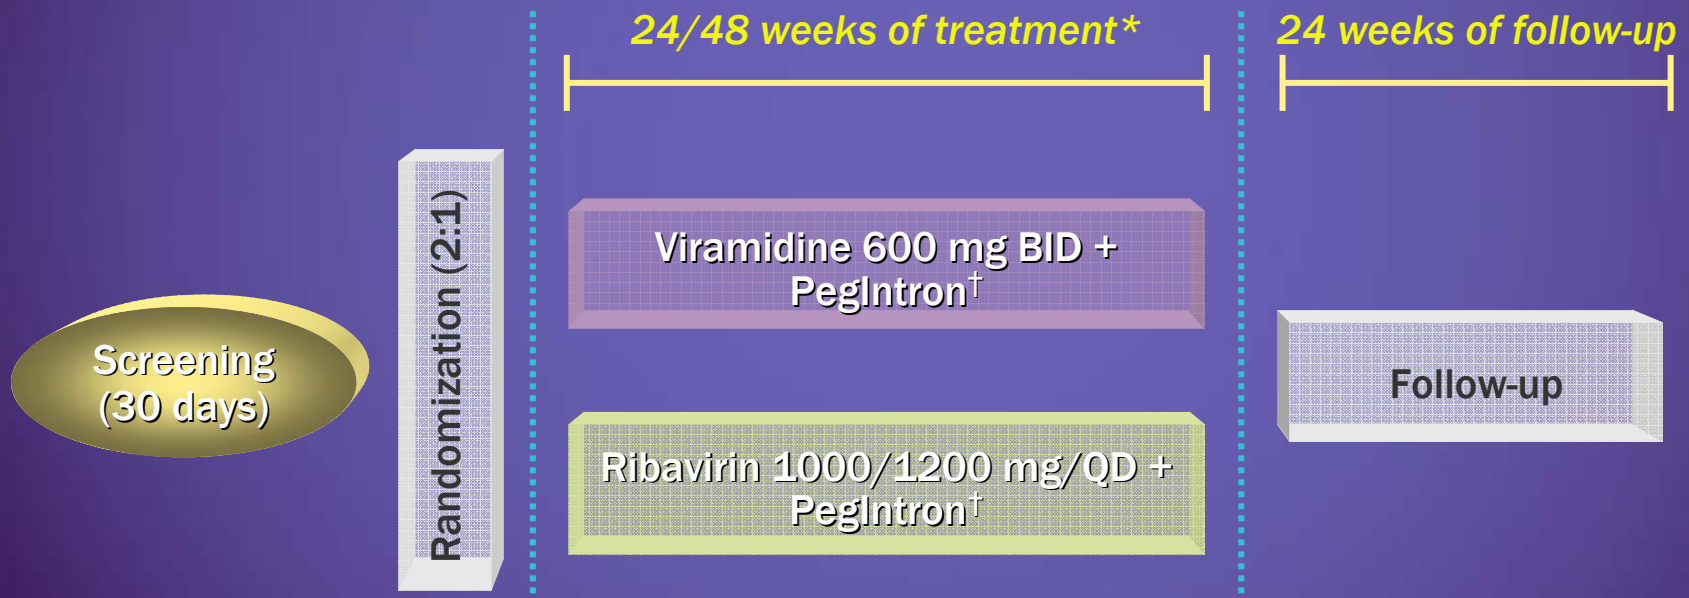 24/48 weeks of treatment*
24 weeks of follow-up
Screening
(30 days)
Randomization (2:1)
Viramidine 600 mg BID +
PegIntron†
Ribavirin 1000/1200 mg/QD +
PegIntron†
Follow-up